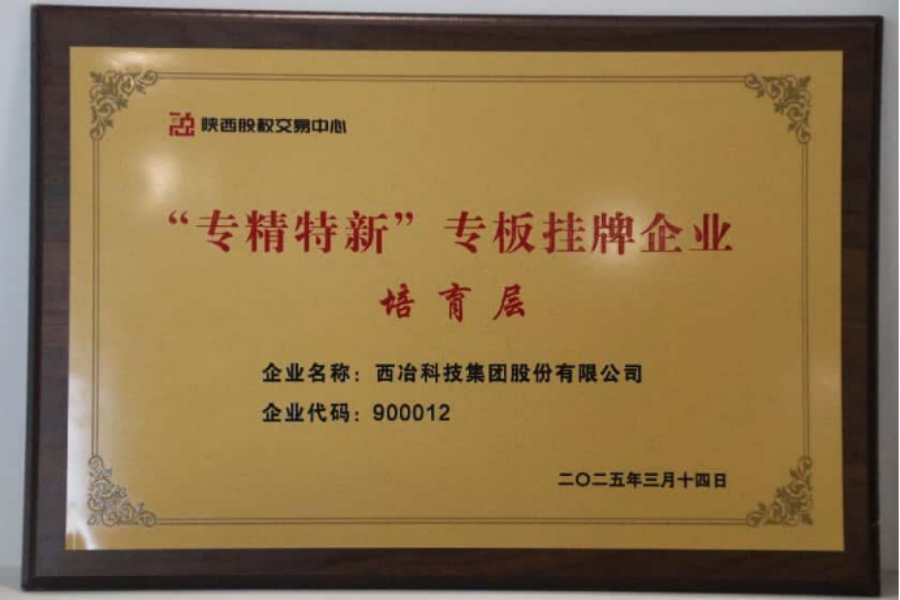 陕西股权交易中心
“专精特新”专板挂牌企业
培育层
企业名称：西冶科技集团股份有限公司
企业代码：900012
二〇二五年三月十四日